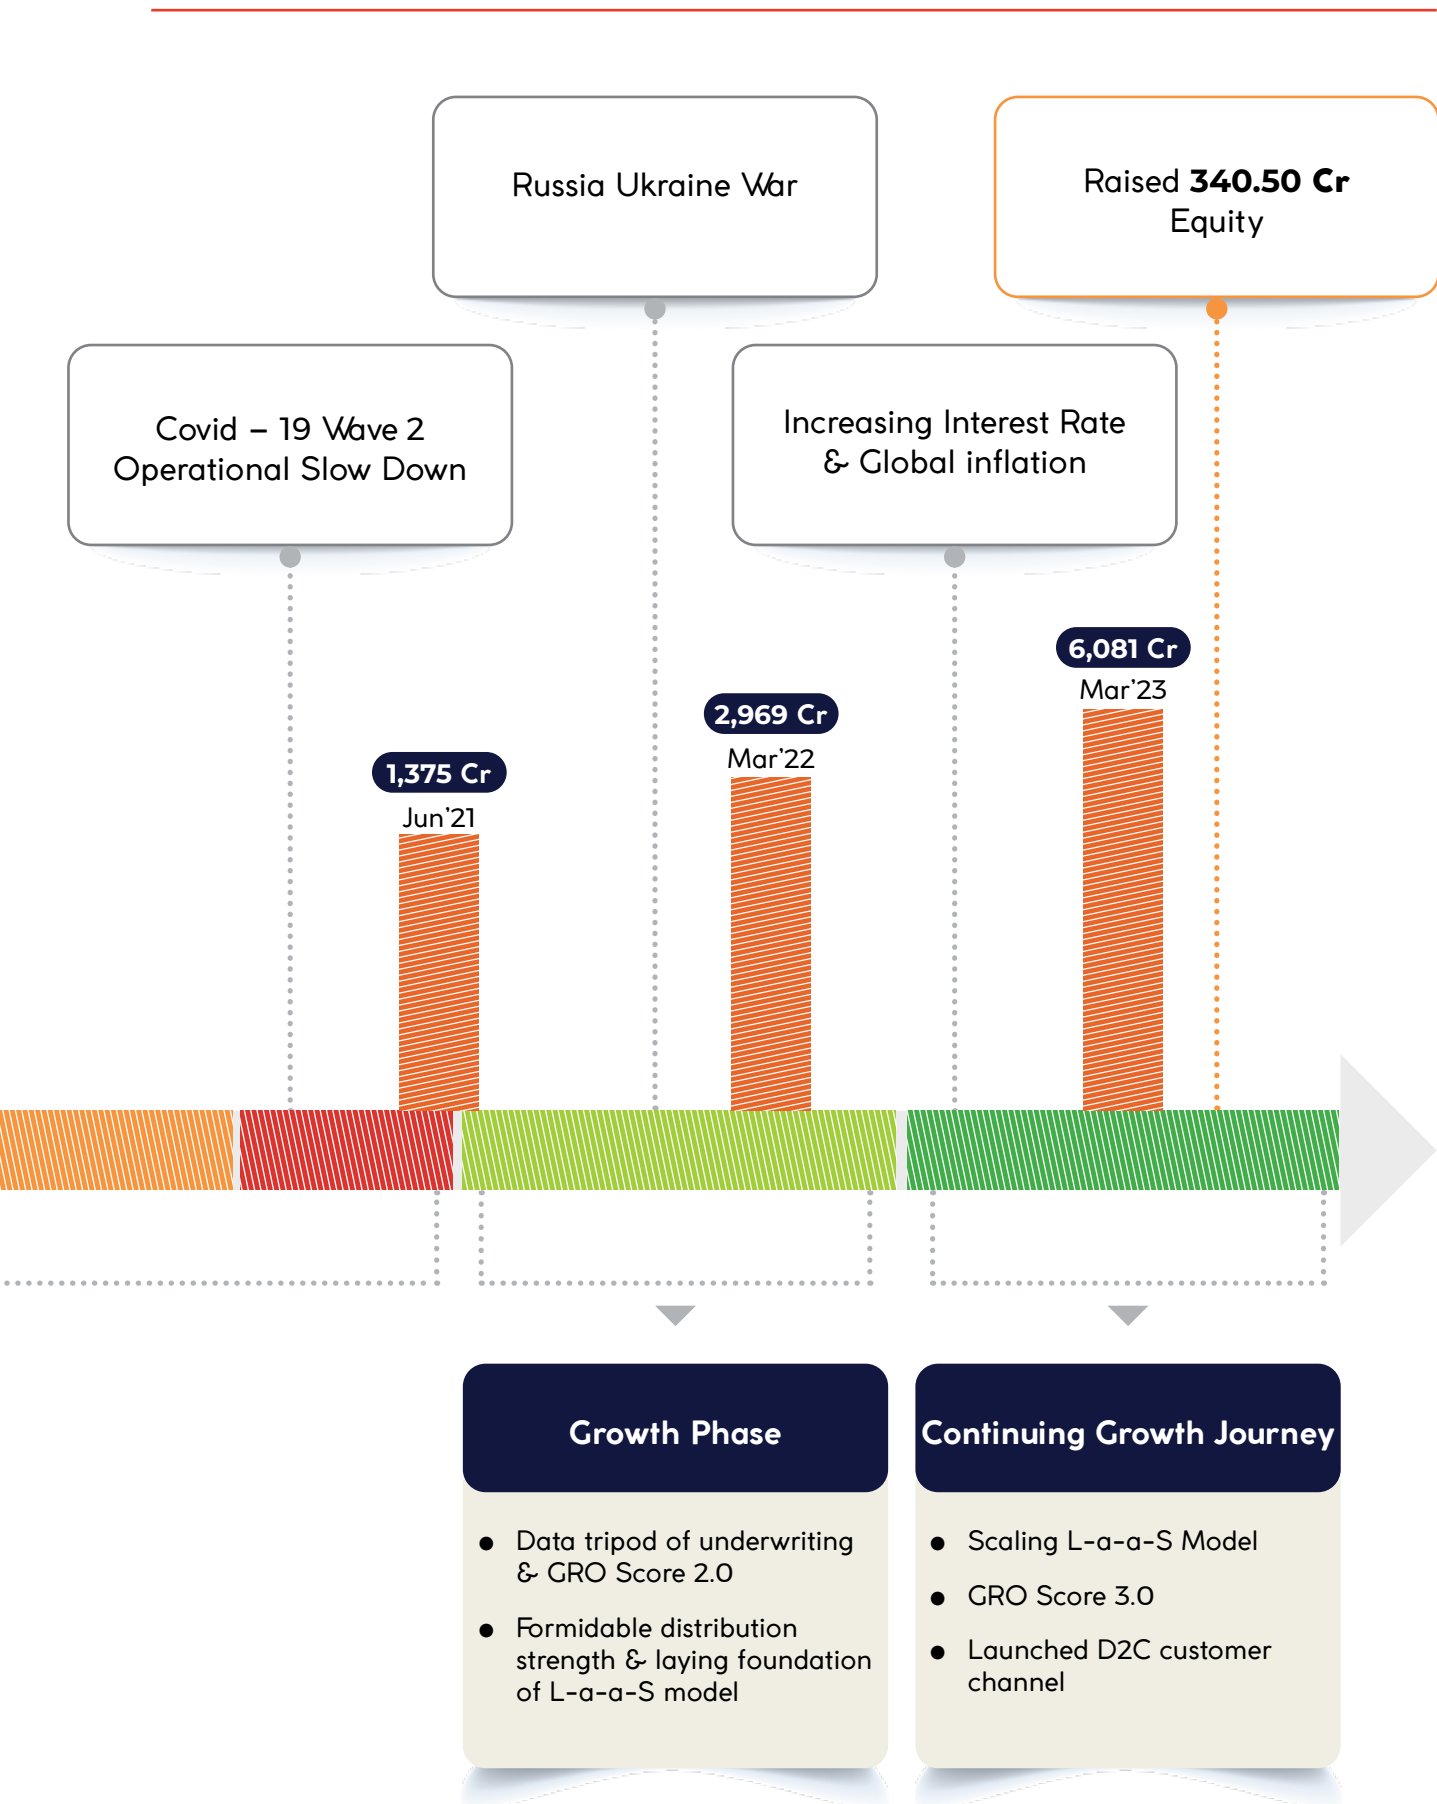 Russia Ukraine War
Raised 340.50 Cr
Equity
Covid – 19 Wave 2
Operational Slow Down
Increasing Interest Rate
& Global inflation
6,081 Cr
Mar'23
2,969 Cr
Mar'22
1,375 Cr
Jun'21
Growth Phase
● Data tripod of underwriting
& GRO Score 2.0
● Formidable distribution
strength & laying foundation
of L-a-a-S model
Continuing Growth Journey
● Scaling L-a-a-S Model
● GRO Score 3.0
● Launched D2C customer
channel